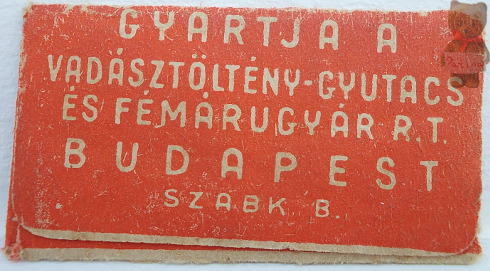 GYARTJA A
VADÁSZTÖLTÉNY-GYUTACS
ÉS FÉMÁRUGYÁR R.T.
BUDAPEST
SZABK. B.